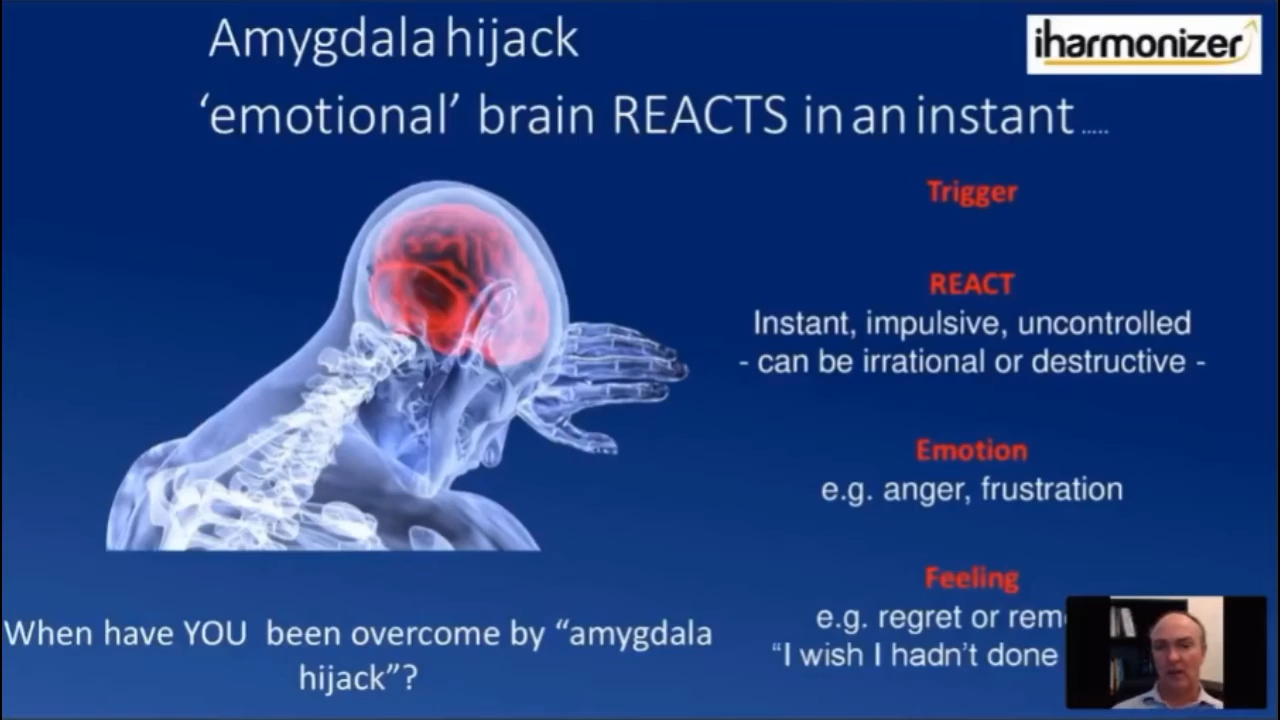 Amygdala hijack
iharmonizer
‘emotional’ brain REACTS in an instant .....
Trigger
REACT
Instant, impulsive, uncontrolled
- can be irrational or destructive -
Emotion
e.g. anger, frustration
Feeling
e.g. regret or
“I wish I hadn’t done
When have YOU been overcome by “amygdala
hijack”?